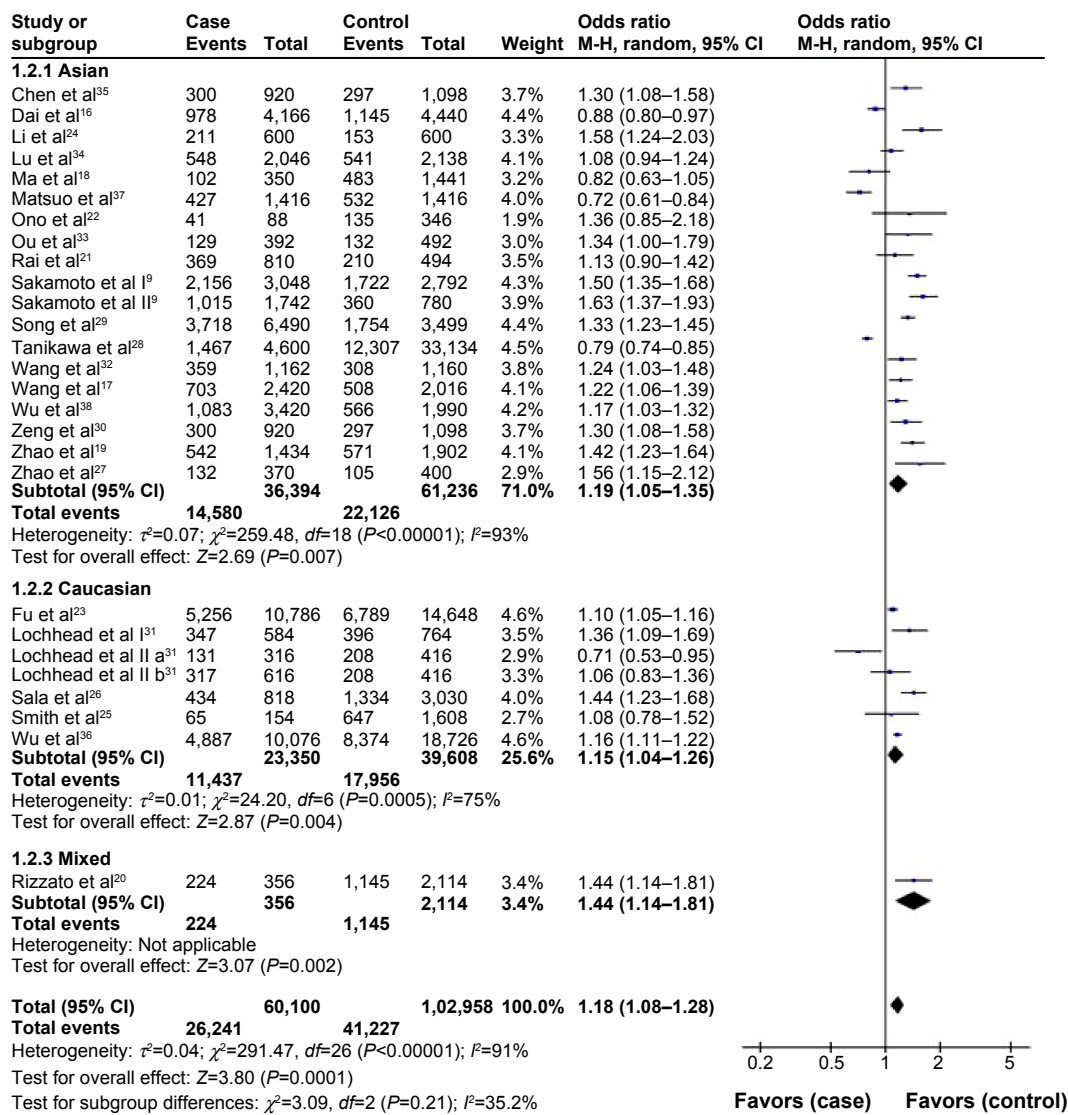 Study or Case Control Odds ratio Odds ratio
subgroup Events Total Events Total Weight M-H, random, 95% CI M-H, random, 95% CI
1.2.1 Asian
Chen et al³⁵ 300 920 297 1,098 3.7% 1.30 (1.08–1.58)
Dai et al¹⁶ 978 4,166 1,145 4,440 4.4% 0.88 (0.80–0.97)
Li et al²⁴ 211 600 153 600 3.3% 1.58 (1.24–2.03)
Lu et al³⁴ 548 2,046 541 2,138 4.1% 1.08 (0.94–1.24)
Ma et al¹⁸ 102 350 483 1,441 3.2% 0.82 (0.63–1.05)
Matsuo et al³⁷ 427 1,416 532 1,416 4.0% 0.72 (0.61–0.84)
Ono et al²² 41 88 135 346 1.9% 1.36 (0.85–2.18)
Ou et al³³ 129 392 132 492 3.0% 1.34 (1.00–1.79)
Rai et al²¹ 369 810 210 494 3.5% 1.13 (0.90–1.42)
Sakamoto et al I⁹ 2,156 3,048 1,722 2,792 4.3% 1.50 (1.35–1.68)
Sakamoto et al II⁹ 1,015 1,742 360 780 3.9% 1.63 (1.37–1.93)
Song et al²⁹ 3,718 6,490 1,754 3,499 4.4% 1.33 (1.23–1.45)
Tanikawa et al²⁸ 1,467 4,600 12,307 33,134 4.5% 0.79 (0.74–0.85)
Wang et al³² 359 1,162 308 1,160 3.8% 1.24 (1.03–1.48)
Wang et al¹⁷ 703 2,420 508 2,016 4.1% 1.22 (1.06–1.39)
Wu et al³⁸ 1,083 3,420 566 1,990 4.2% 1.17 (1.03–1.32)
Zeng et al³⁰ 300 920 297 1,098 3.7% 1.30 (1.08–1.58)
Zhao et al¹⁹ 542 1,434 571 1,902 4.1% 1.42 (1.23–1.64)
Zhao et al²⁷ 132 370 105 400 2.9% 1.56 (1.15–2.12)
Subtotal (95% CI) 36,394 61,236 71.0% 1.19 (1.05–1.35)
Total events 14,580 22,126
Heterogeneity: τ²=0.07; χ²=259.48, df=18 (P<0.00001); I²=93%
Test for overall effect: Z=2.69 (P=0.007)
1.2.2 Caucasian
Fu et al²³ 5,256 10,786 6,789 14,648 4.6% 1.10 (1.05–1.16)
Lochhead et al I³¹ 347 584 396 764 3.5% 1.36 (1.09–1.69)
Lochhead et al II a³¹ 131 316 208 416 2.9% 0.71 (0.53–0.95)
Lochhead et al II b³¹ 317 616 208 416 3.3% 1.06 (0.83–1.36)
Sala et al²⁶ 434 818 1,334 3,030 4.0% 1.44 (1.23–1.68)
Smith et al²⁵ 65 154 647 1,608 2.7% 1.08 (0.78–1.52)
Wu et al³⁶ 4,887 10,076 8,374 18,726 4.6% 1.16 (1.11–1.22)
Subtotal (95% CI) 23,350 39,608 25.6% 1.15 (1.04–1.26)
Total events 11,437 17,956
Heterogeneity: τ²=0.01; χ²=24.20, df=6 (P=0.0005); I²=75%
Test for overall effect: Z=2.87 (P=0.004)
1.2.3 Mixed
Rizzato et al²⁰ 224 356 1,145 2,114 3.4% 1.44 (1.14–1.81)
Subtotal (95% CI) 356 2,114 3.4% 1.44 (1.14–1.81)
Total events 224 1,145
Heterogeneity: Not applicable
Test for overall effect: Z=3.07 (P=0.002)
Total (95% CI) 60,100 1,02,958 100.0% 1.18 (1.08–1.28)
Total events 26,241 41,227
Heterogeneity: τ²=0.04; χ²=291.47, df=26 (P<0.00001); I²=91%
Test for overall effect: Z=3.80 (P=0.0001)
Test for subgroup differences: χ²=3.09, df=2 (P=0.21); I²=35.2%
0.2 0.5 1 2 5
Favors (case) Favors (control)